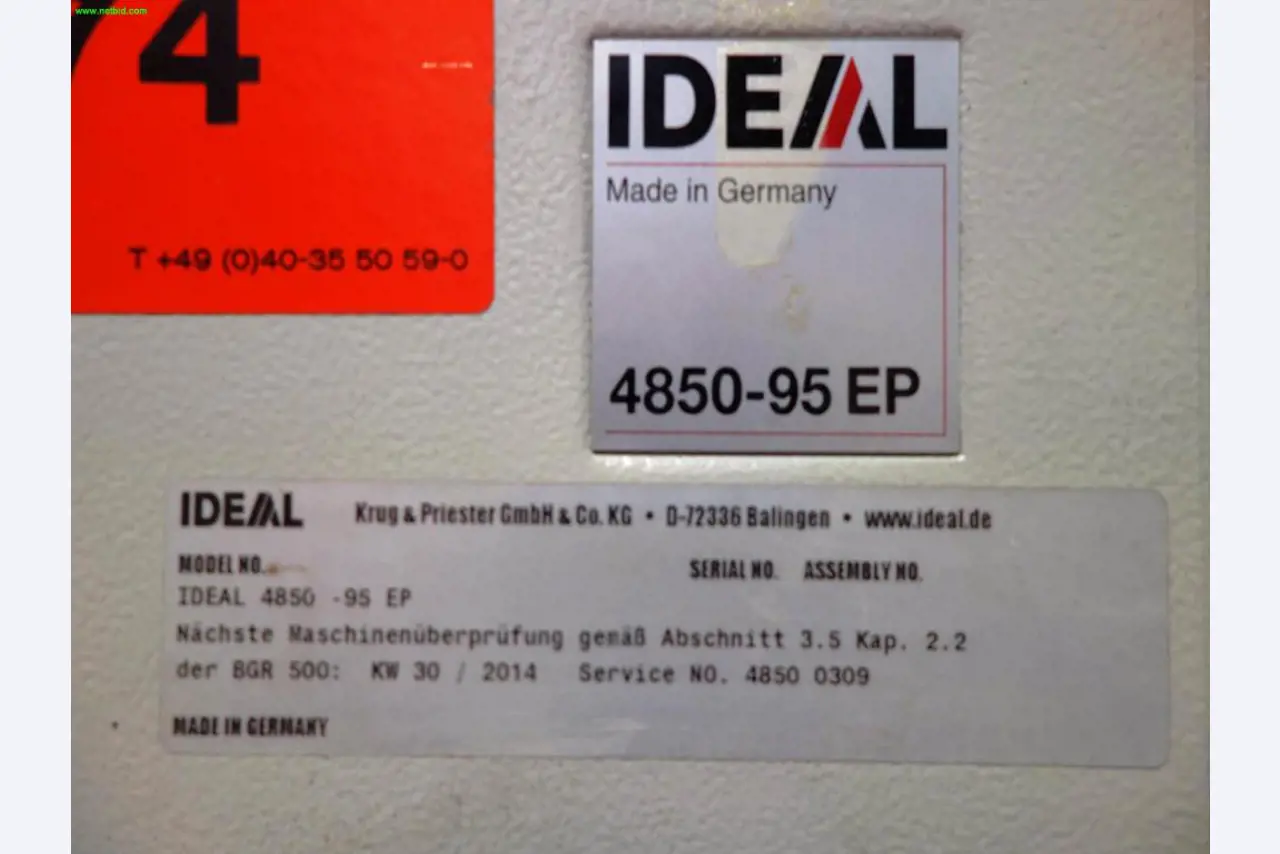 www.netbid.com
74
T +49 (0)40-35 50 59-0
IDEAL
Made in Germany
4850-95 EP
IDEAL Krug & Priester GmbH & Co. KG • D-72336 Balingen • www.ideal.de
MODEL NO. SERIAL NO. ASSEMBLY NO.
IDEAL 4850 -95 EP
Nächste Maschinenüberprüfung gemäß Abschnitt 3.5 Kap. 2.2
der BGR 500: KW 30 / 2014 Service NO. 4850 0309
MADE IN GERMANY